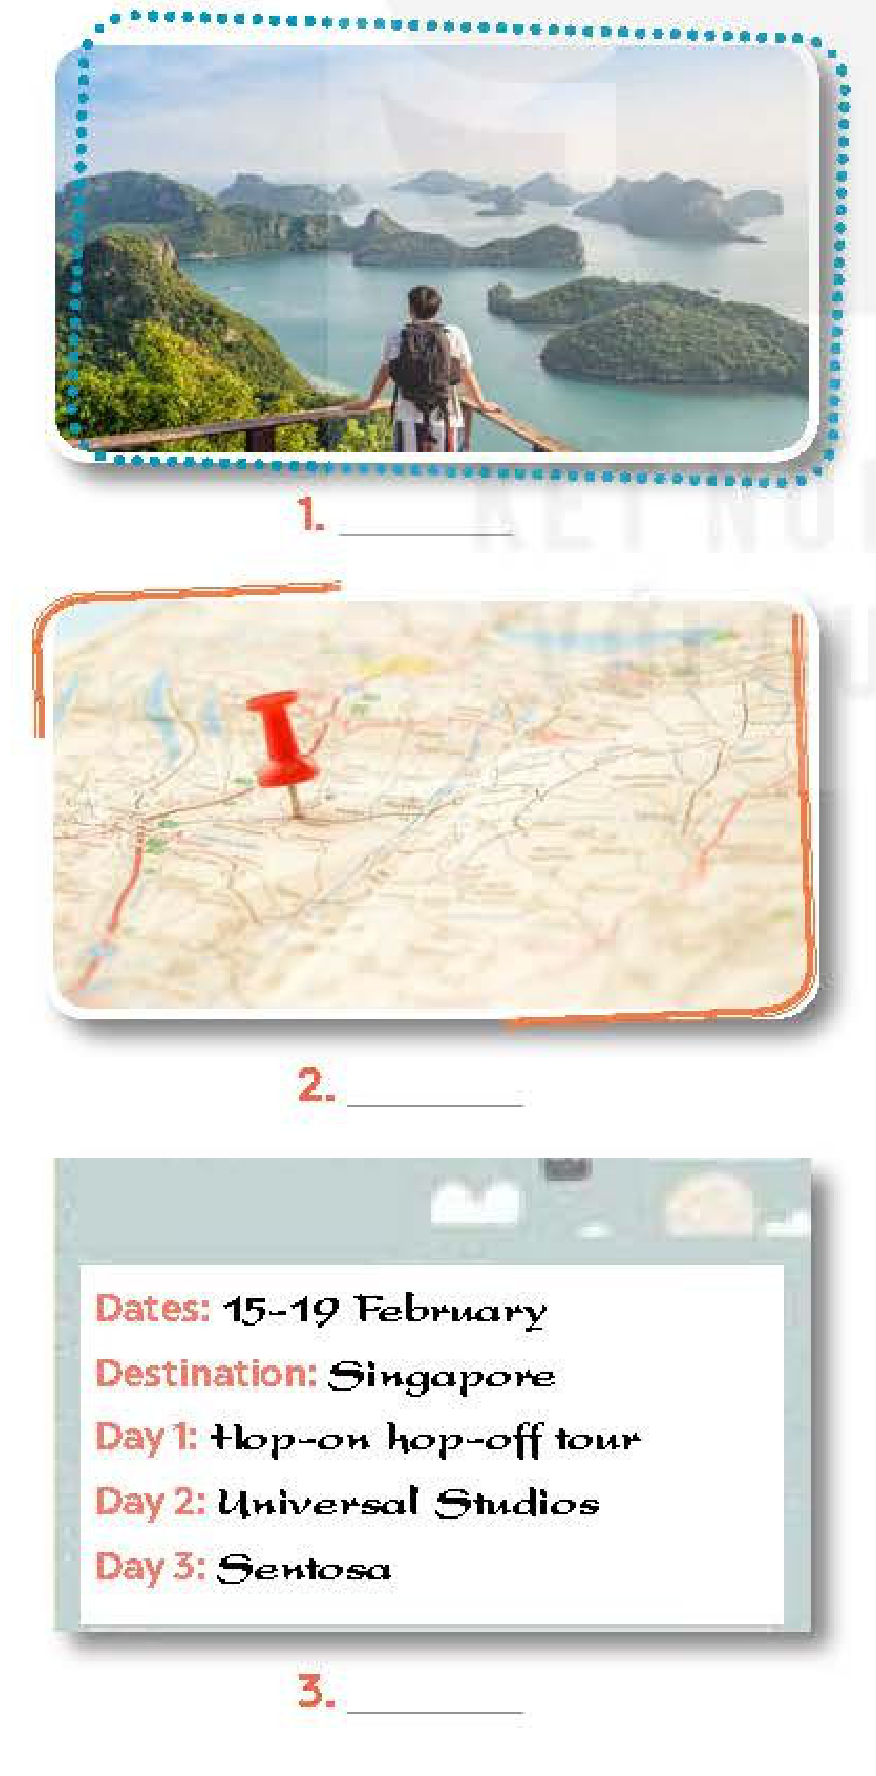 1.
2.
Dates: 15-19 February
Destination: Singapore
Day 1: Hop-on hop-off tour
Day 2: Universal Studios
Day 3: Sentosa
3.